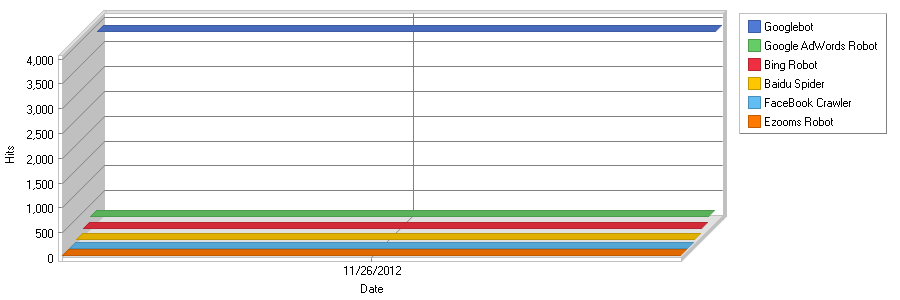 4,000
3,500
3,000
2,500
2,000
1,500
1,000
500
0
Hits
11/26/2012
Date
Googlebot
Google AdWords Robot
Bing Robot
Baidu Spider
FaceBook Crawler
Ezooms Robot